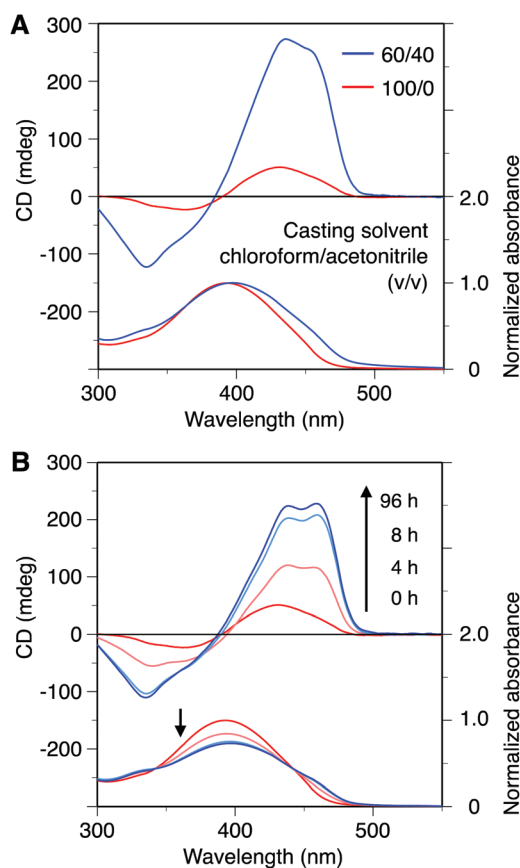 A
300
200
100
0
-100
-200
CD (mdeg)
60/40
100/0
Casting solvent
chloroform/acetonitrile
(v/v)
2.0
1.0
0
Normalized absorbance
300
400
500
Wavelength (nm)
B
300
200
100
0
-100
-200
CD (mdeg)
96 h
8 h
4 h
0 h
2.0
1.0
0
Normalized absorbance
300
400
500
Wavelength (nm)